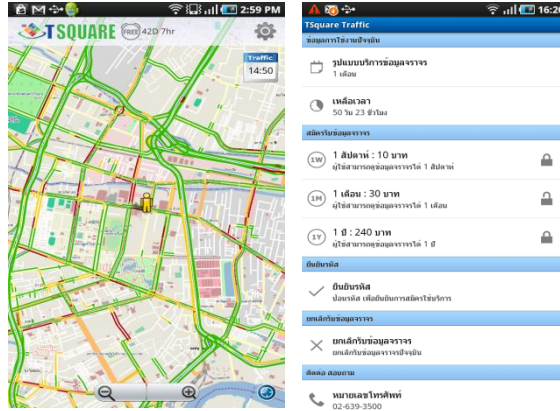 2:59 PM
TSQUARE FREE 42D 7hr
Traffic
14:50
16:20
TSquare Traffic
ข้อมูลการใช้งานปัจจุบัน
รูปแบบบริการข้อมูลจราจร
1 เดือน
เหลือเวลา
50 วัน 23 ชั่วโมง
สมัครรับข้อมูลจราจร
1W
1 สัปดาห์ : 10 บาท
ผู้ใช้สามารถดูข้อมูลจราจรได้ 1 สัปดาห์
1M
1 เดือน : 30 บาท
ผู้ใช้สามารถดูข้อมูลจราจรได้ 1 เดือน
1Y
1 ปี : 240 บาท
ผู้ใช้สามารถดูข้อมูลจราจรได้ 1 ปี
ยืนยันรหัส
ยืนยันรหัส
ป้อนรหัส เพื่อยืนยันการสมัครใช้บริการ
ยกเลิกรับข้อมูลจราจร
ยกเลิกรับข้อมูลจราจร
ยกเลิกรับข้อมูลจราจรปัจจุบัน
ติดต่อ สอบถาม
หมายเลขโทรศัพท์
02-639-3500